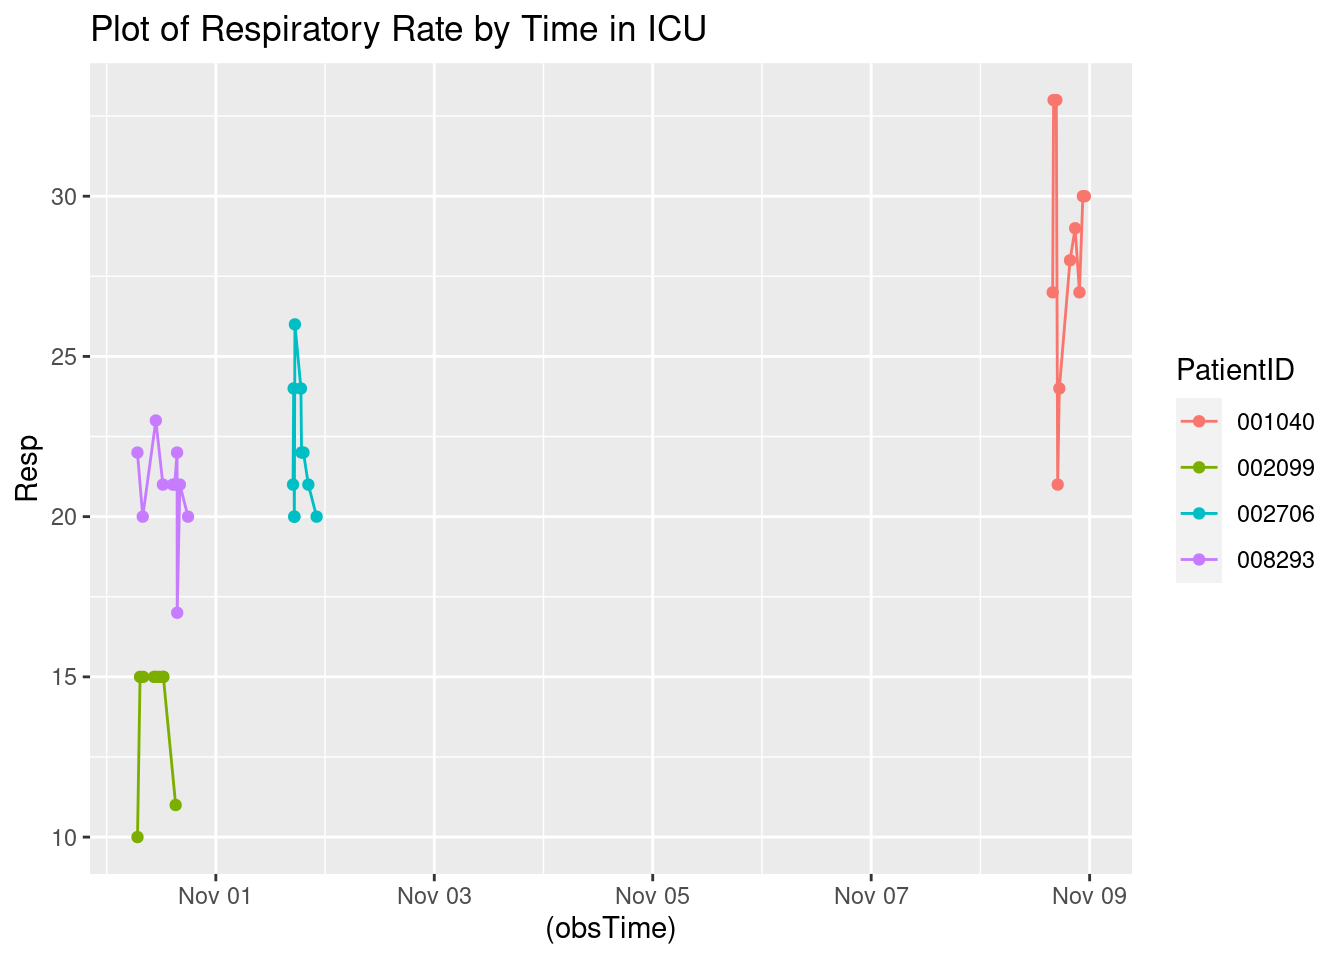 Plot of Respiratory Rate by Time in ICU
Resp
30
25
20
15
10
Nov 01 Nov 03 Nov 05 Nov 07 Nov 09
(obsTime)
PatientID
001040
002099
002706
008293